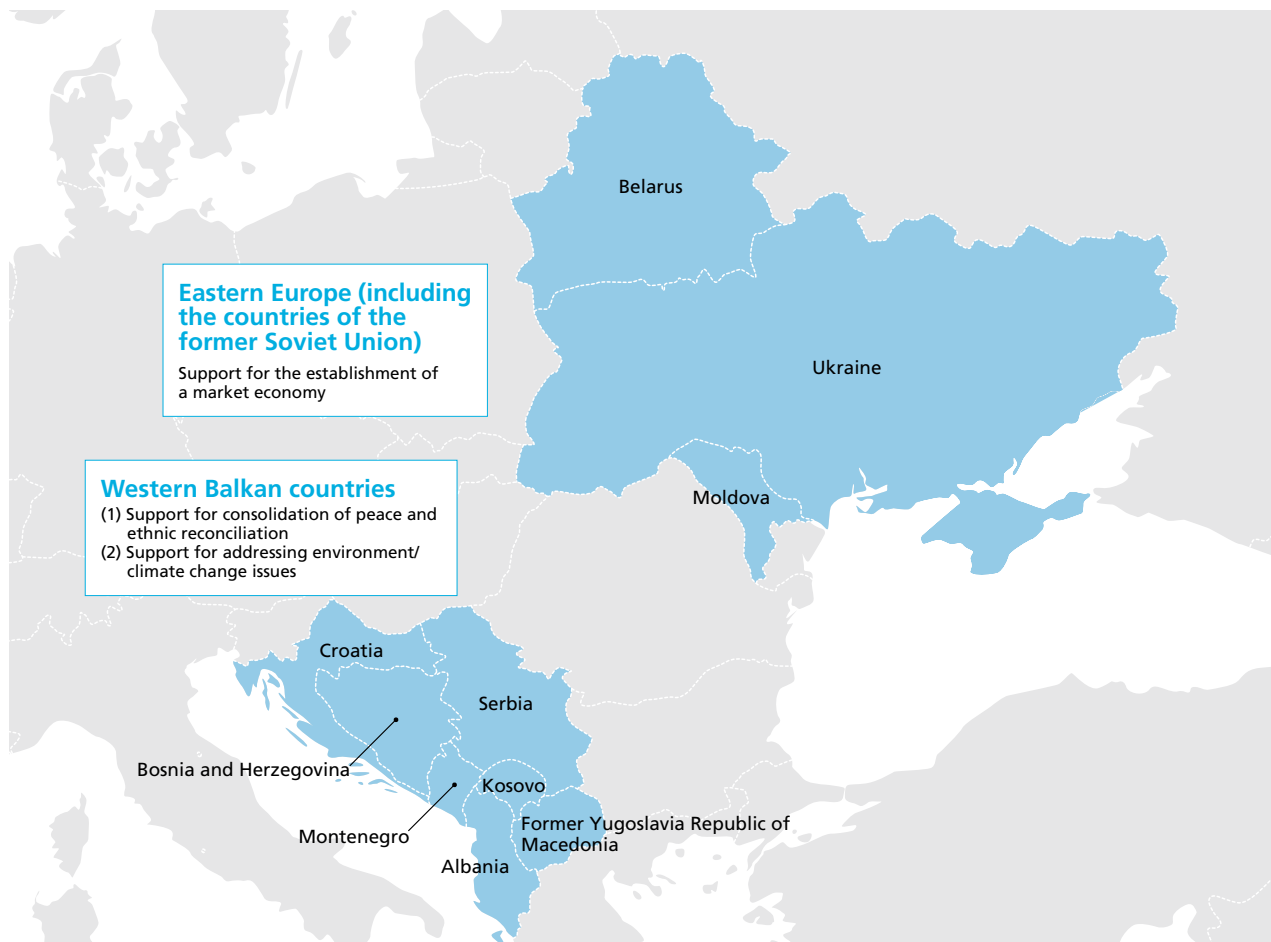 Belarus
Eastern Europe (including
the countries of the
former Soviet Union)
Support for the establishment of
a market economy
Ukraine
Western Balkan countries
(1) Support for consolidation of peace and
ethnic reconciliation
(2) Support for addressing environment/
climate change issues
Moldova
Croatia
Serbia
Bosnia and Herzegovina
Kosovo
Montenegro
Former Yugoslavia Republic of
Macedonia
Albania